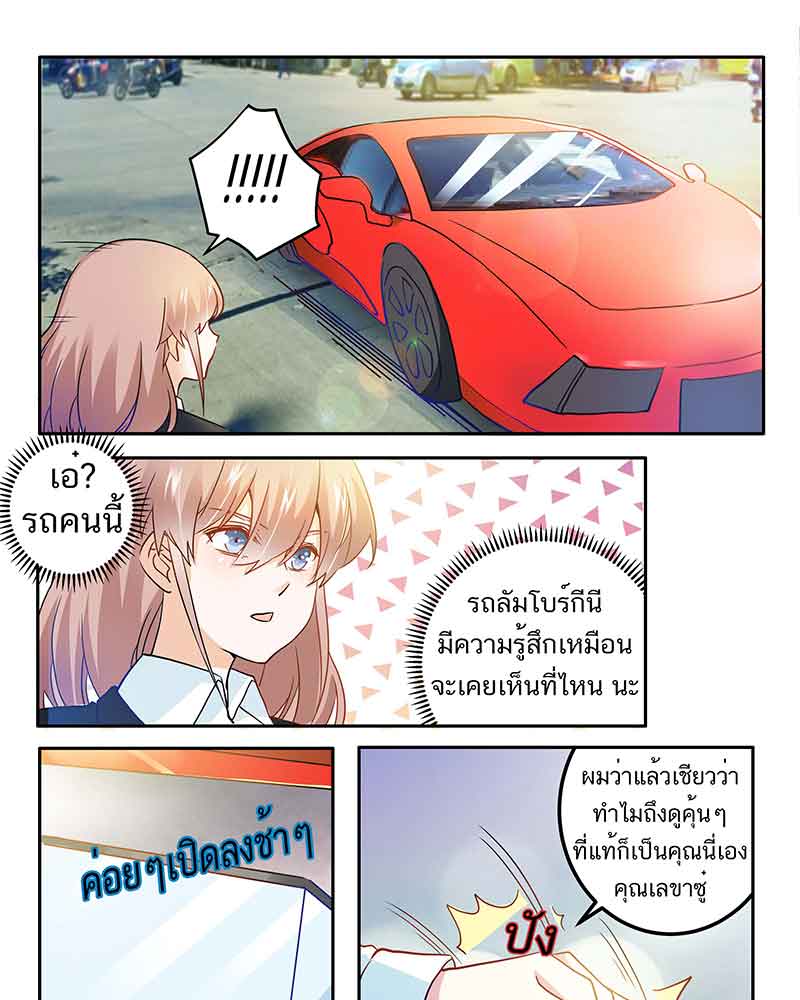 !!!!!
เอ๋?
รถคนนี้
รถลัมโบร์กีนี
มีความรู้สึกเหมือน
จะเคยเห็นที่ไหน นะ
ค่อยๆเปิดลงช้าๆ
ผมว่าแล้วเชียวว่า
ทำไมถึงดูคุ้นๆ
ที่แท้ก็เป็นคุณนี่เอง
คุณเลขาซู่
ปัง